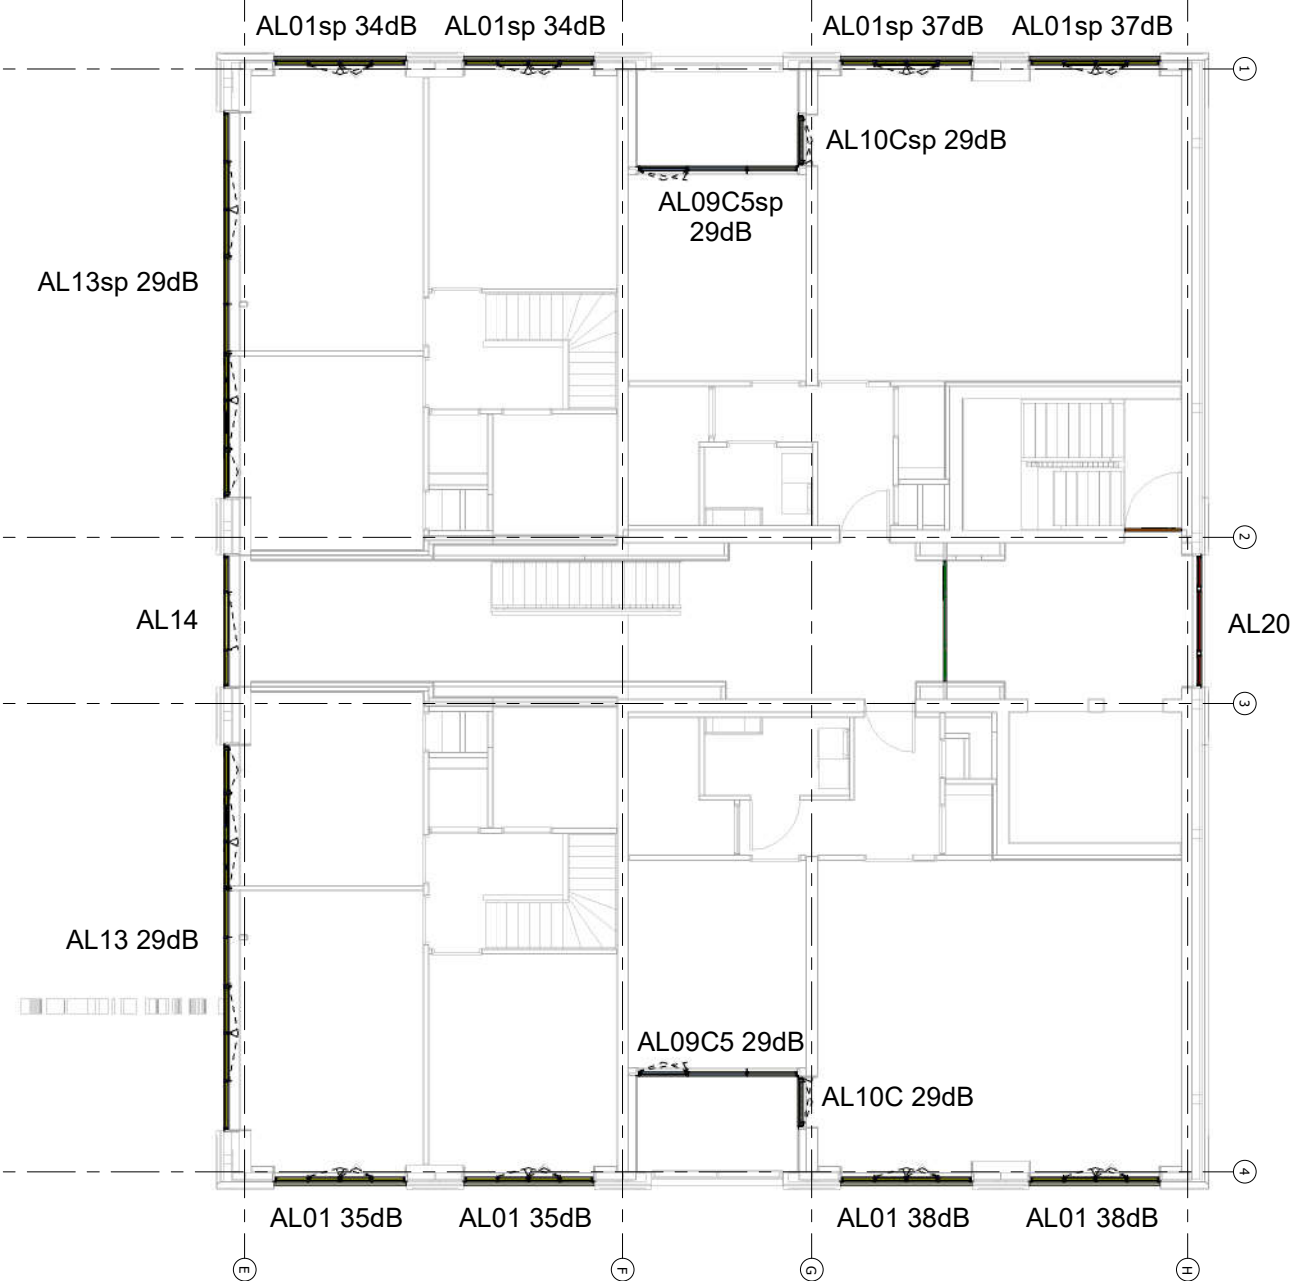 AL01sp 34dB AL01sp 34dB AL01sp 37dB AL01sp 37dB
1
AL10Csp 29dB
AL09C5sp
29dB
AL13sp 29dB
2
AL14
AL20
3
AL13 29dB
AL09C5 29dB
AL10C 29dB
4
AL01 35dB AL01 35dB AL01 38dB AL01 38dB
E F G H